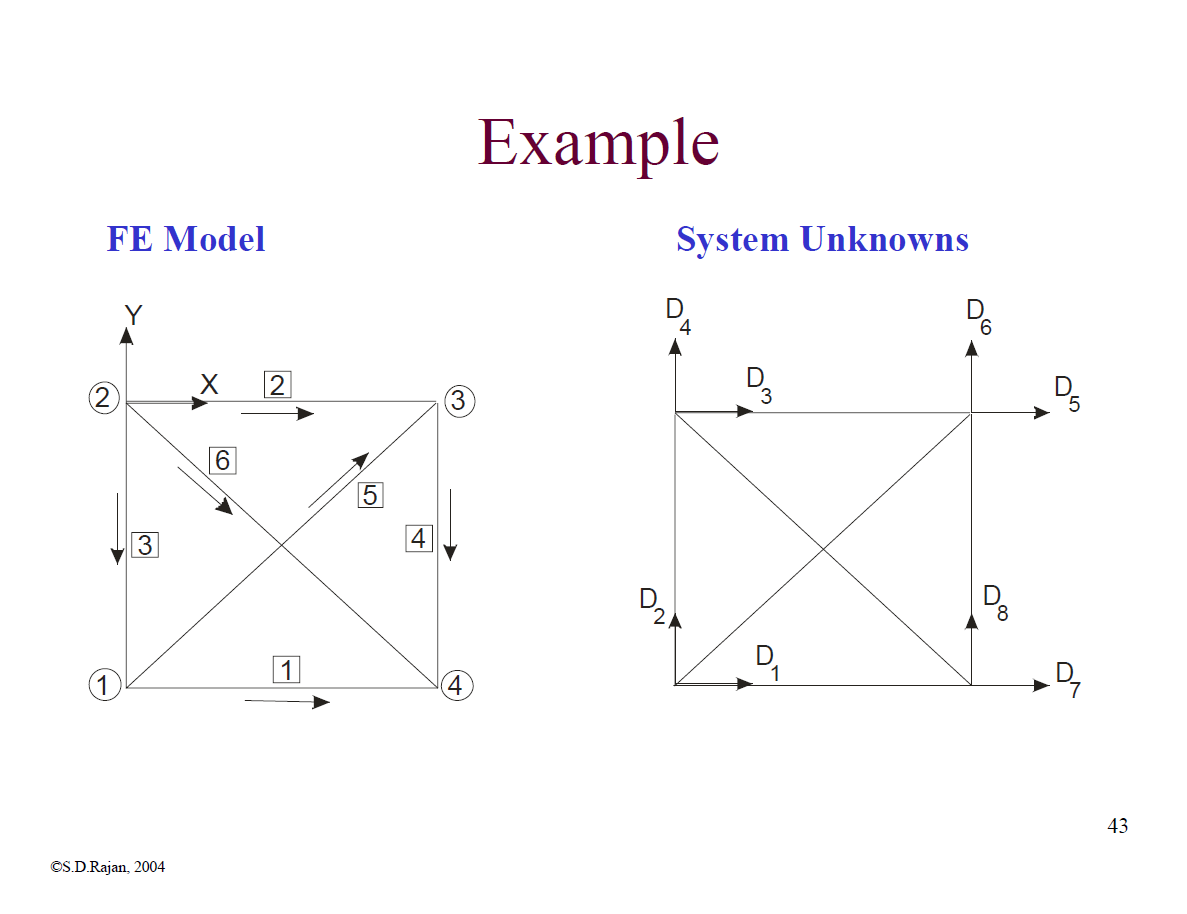 Example
FE Model
System Unknowns
Y
X
2
2
3
6
5
3
4
1
1
4
D4
D6
D3
D5
D2
D8
D1
D7
43
©S.D.Rajan, 2004